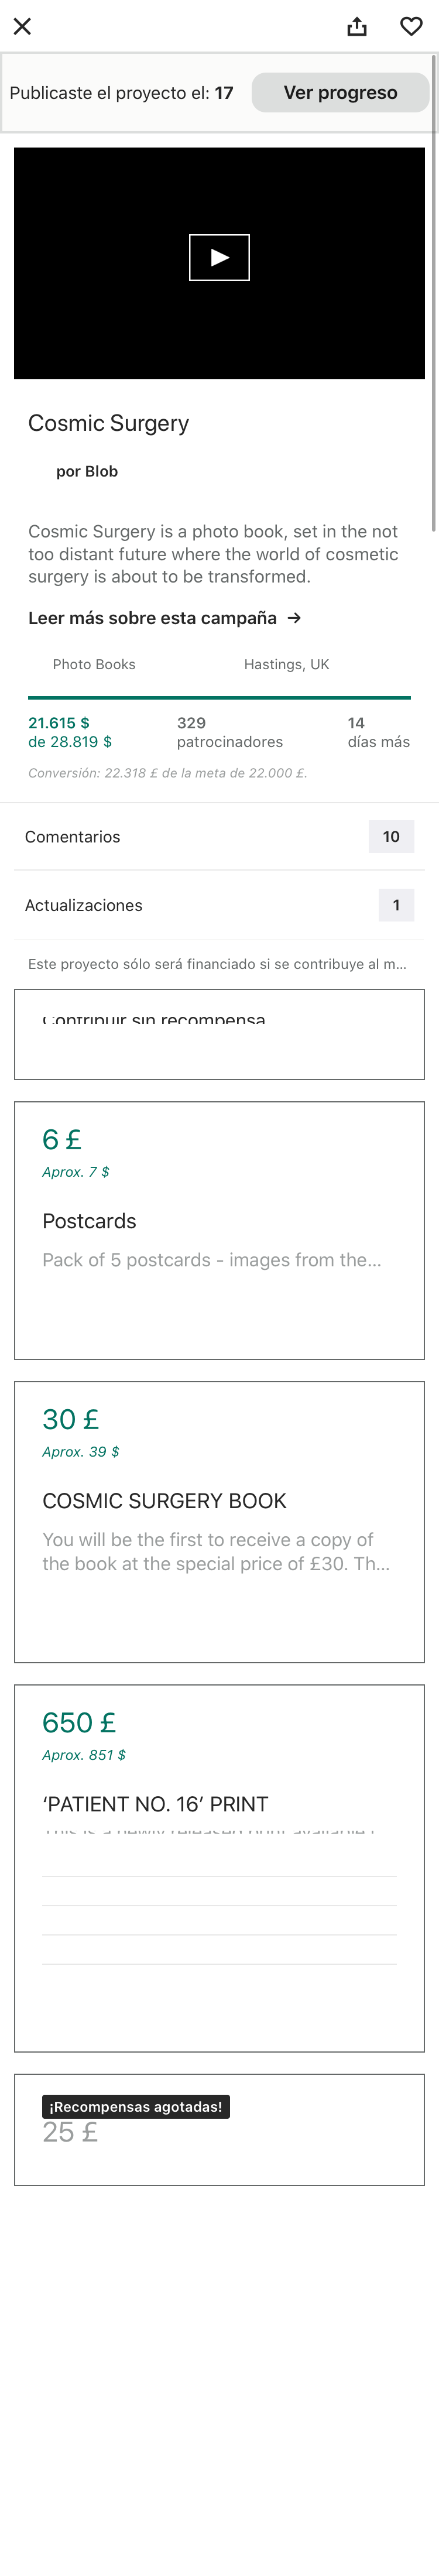 Publicaste el proyecto el: 17
Ver progreso
Cosmic Surgery
por Blob
Cosmic Surgery is a photo book, set in the not
too distant future where the world of cosmetic
surgery is about to be transformed.
Leer más sobre esta campaña →
Photo Books
Hastings, UK
21.615 $
de 28.819 $
329
patrocinadores
14
días más
Conversión: 22.318 £ de la meta de 22.000 £.
Comentarios
10
Actualizaciones
1
Este proyecto sólo será financiado si se contribuye al m...
Contribuir sin recompensa
6 £
Aprox. 7 $
Postcards
Pack of 5 postcards - images from the...
30 £
Aprox. 39 $
COSMIC SURGERY BOOK
You will be the first to receive a copy of
the book at the special price of £30. Th...
650 £
Aprox. 851 $
‘PATIENT NO. 16’ PRINT
This is a newly released print available
¡Recompensas agotadas!
25 £